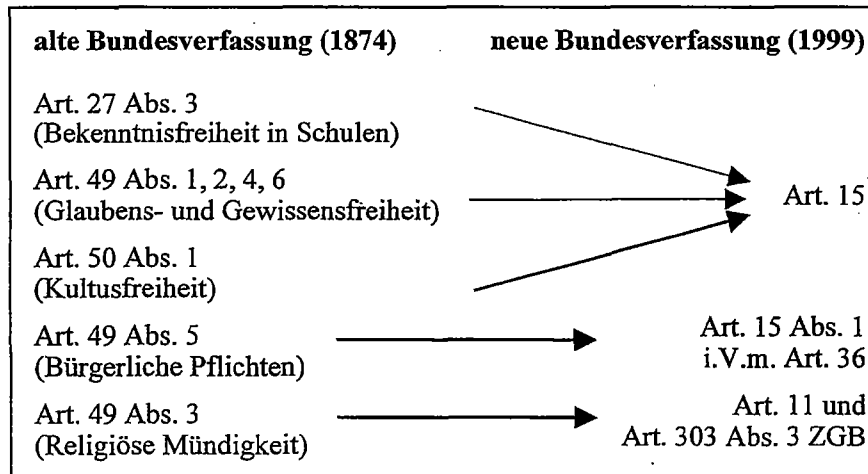 alte Bundesverfassung (1874) neue Bundesverfassung (1999)
Art. 27 Abs. 3
(Bekenntnisfreiheit in Schulen)
Art. 49 Abs. 1, 2, 4, 6
(Glaubens- und Gewissensfreiheit)
Art. 15
Art. 50 Abs. 1
(Kultusfreiheit)
Art. 49 Abs. 5
(Bürgerliche Pflichten)
Art. 15 Abs. 1
i.V.m. Art. 36
Art. 49 Abs. 3
(Religiöse Mündigkeit)
Art. 11 und
Art. 303 Abs. 3 ZGB